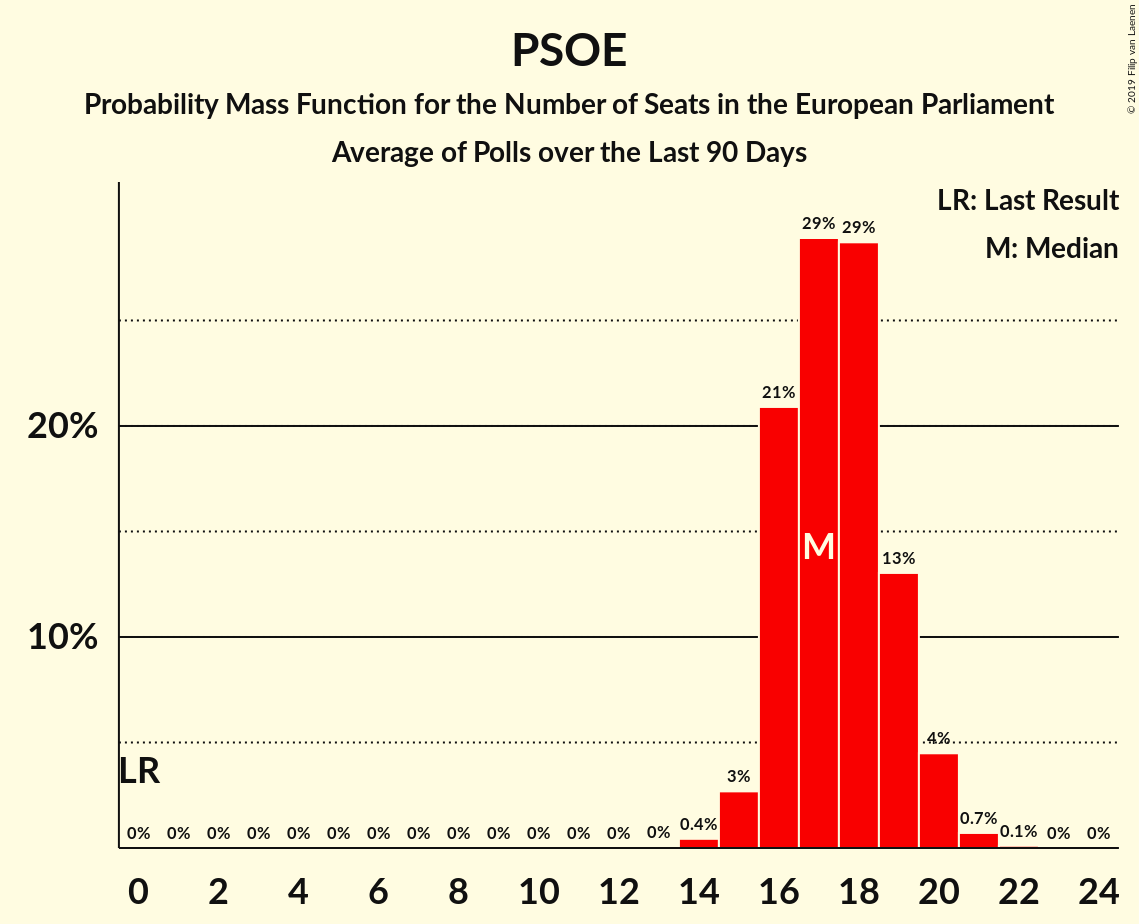 PSOE
Probability Mass Function for the Number of Seats in the European Parliament
Average of Polls over the Last 90 Days
© 2019 Filip van Laenen
LR: Last Result
M: Median
29% 29%
21%
20%
M
13%
10%
4%
LR
3%
0% 0% 0% 0% 0% 0% 0% 0% 0% 0% 0% 0% 0% 0% 0.4% 0.7% 0.1% 0% 0%
0 2 4 6 8 10 12 14 16 18 20 22 24